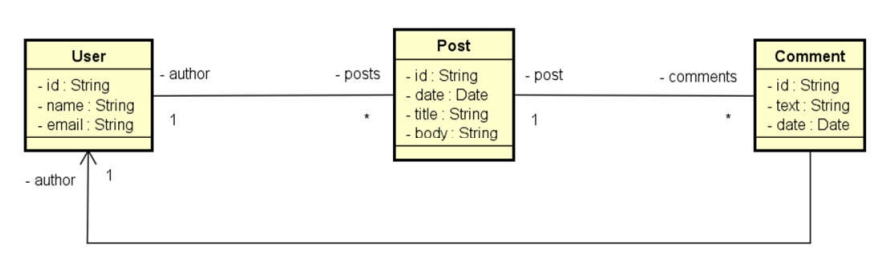 User
- id : String
- name : String
- email : String
- author
1
- posts
*
Post
- id : String
- date : Date
- title : String
- body : String
- post
1
- comments
*
Comment
- id : String
- text : String
- date : Date
- author
1